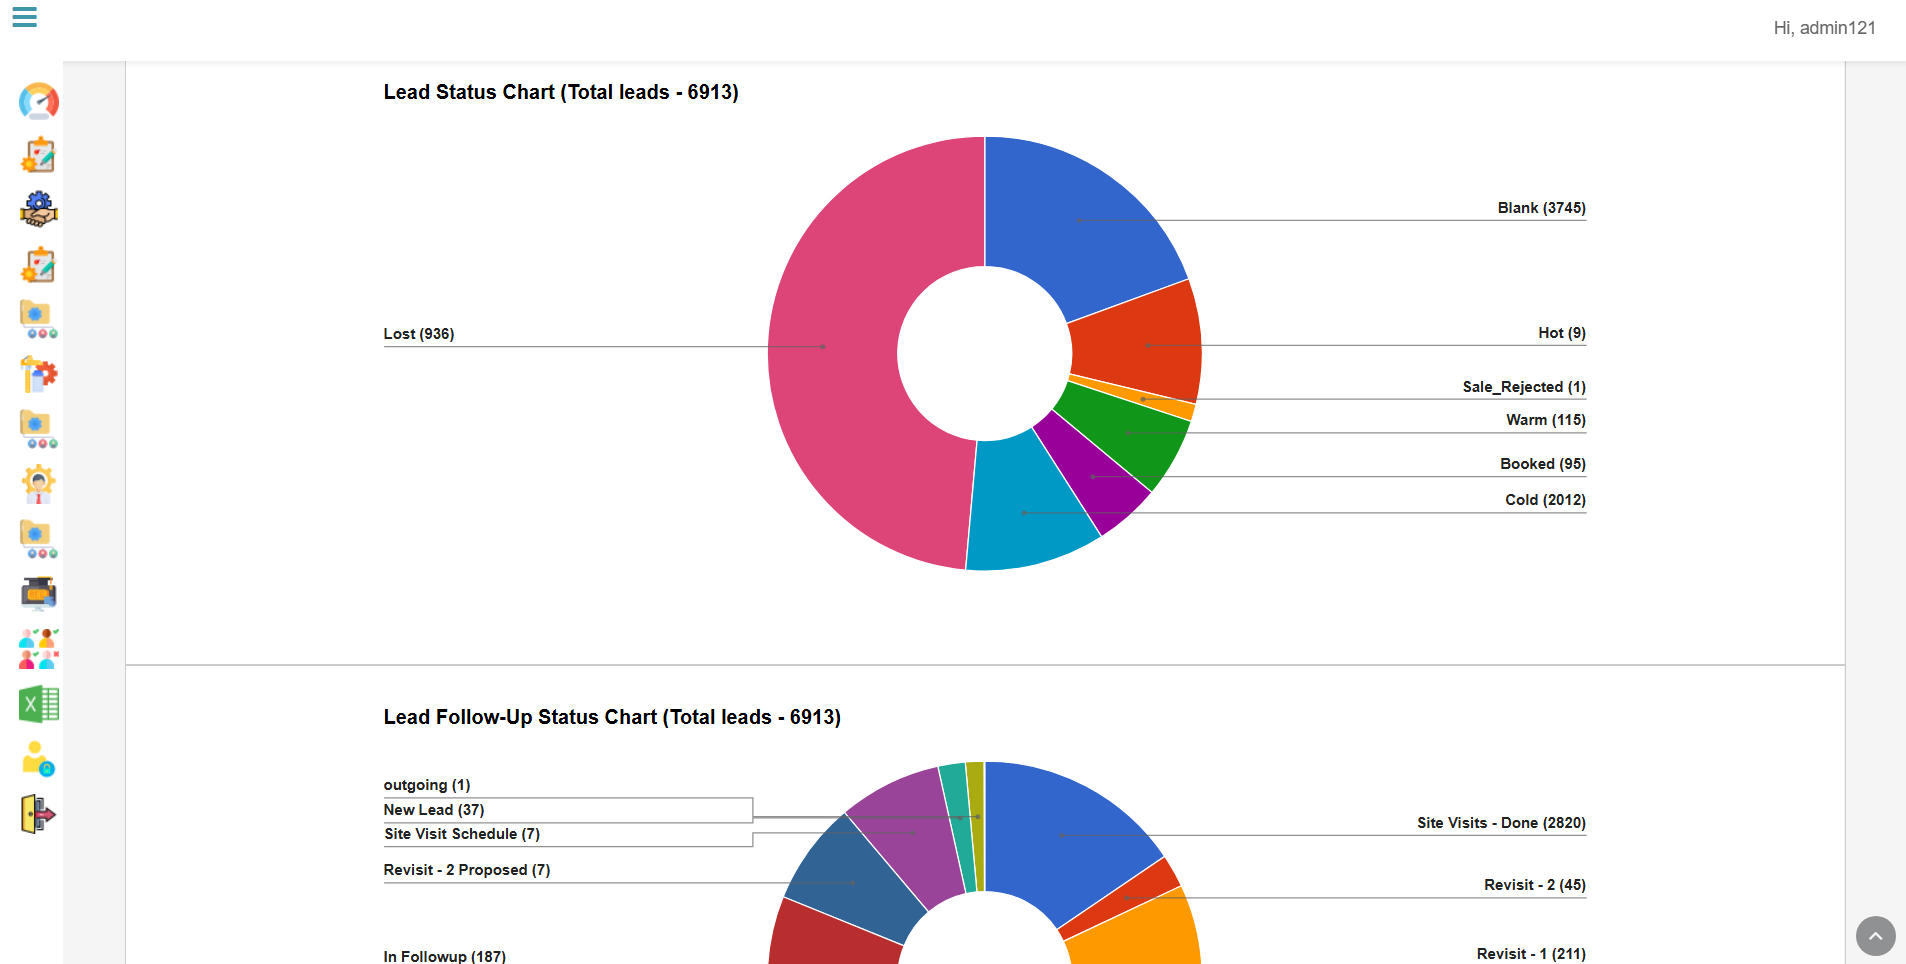 Hi, admin121
Lead Status Chart (Total leads - 6913)
Blank (3745)
Hot (9)
Lost (936)
Sale_Rejected (1)
Warm (115)
Booked (95)
Cold (2012)
Lead Follow-Up Status Chart (Total leads - 6913)
outgoing (1)
New Lead (37)
Site Visit Schedule (7)
Revisit - 2 Proposed (7)
In Followup (187)
Site Visits - Done (2820)
Revisit - 2 (45)
Revisit - 1 (211)
X